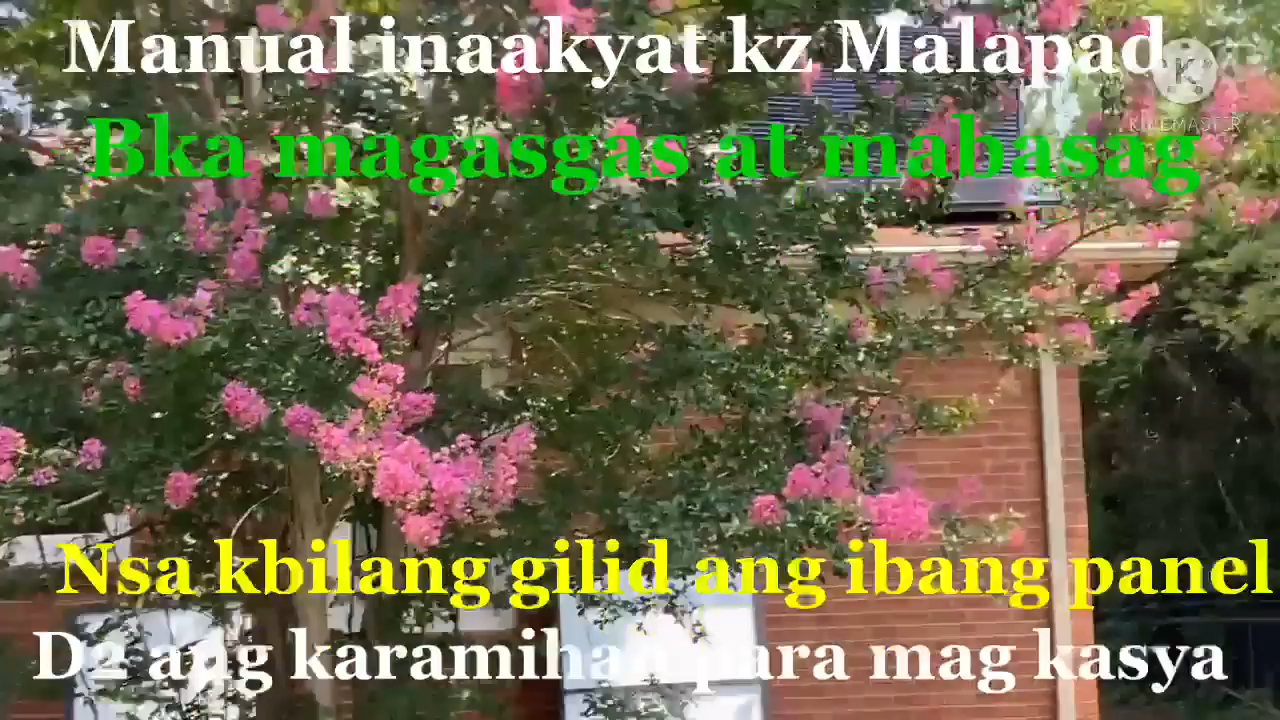 Manual inaakyat kz Malapad
KINEMASTER
Bka magasgas at mabasag
Nsa kbilang gilid ang ibang panel
D2 ang karamihan para mag kasya